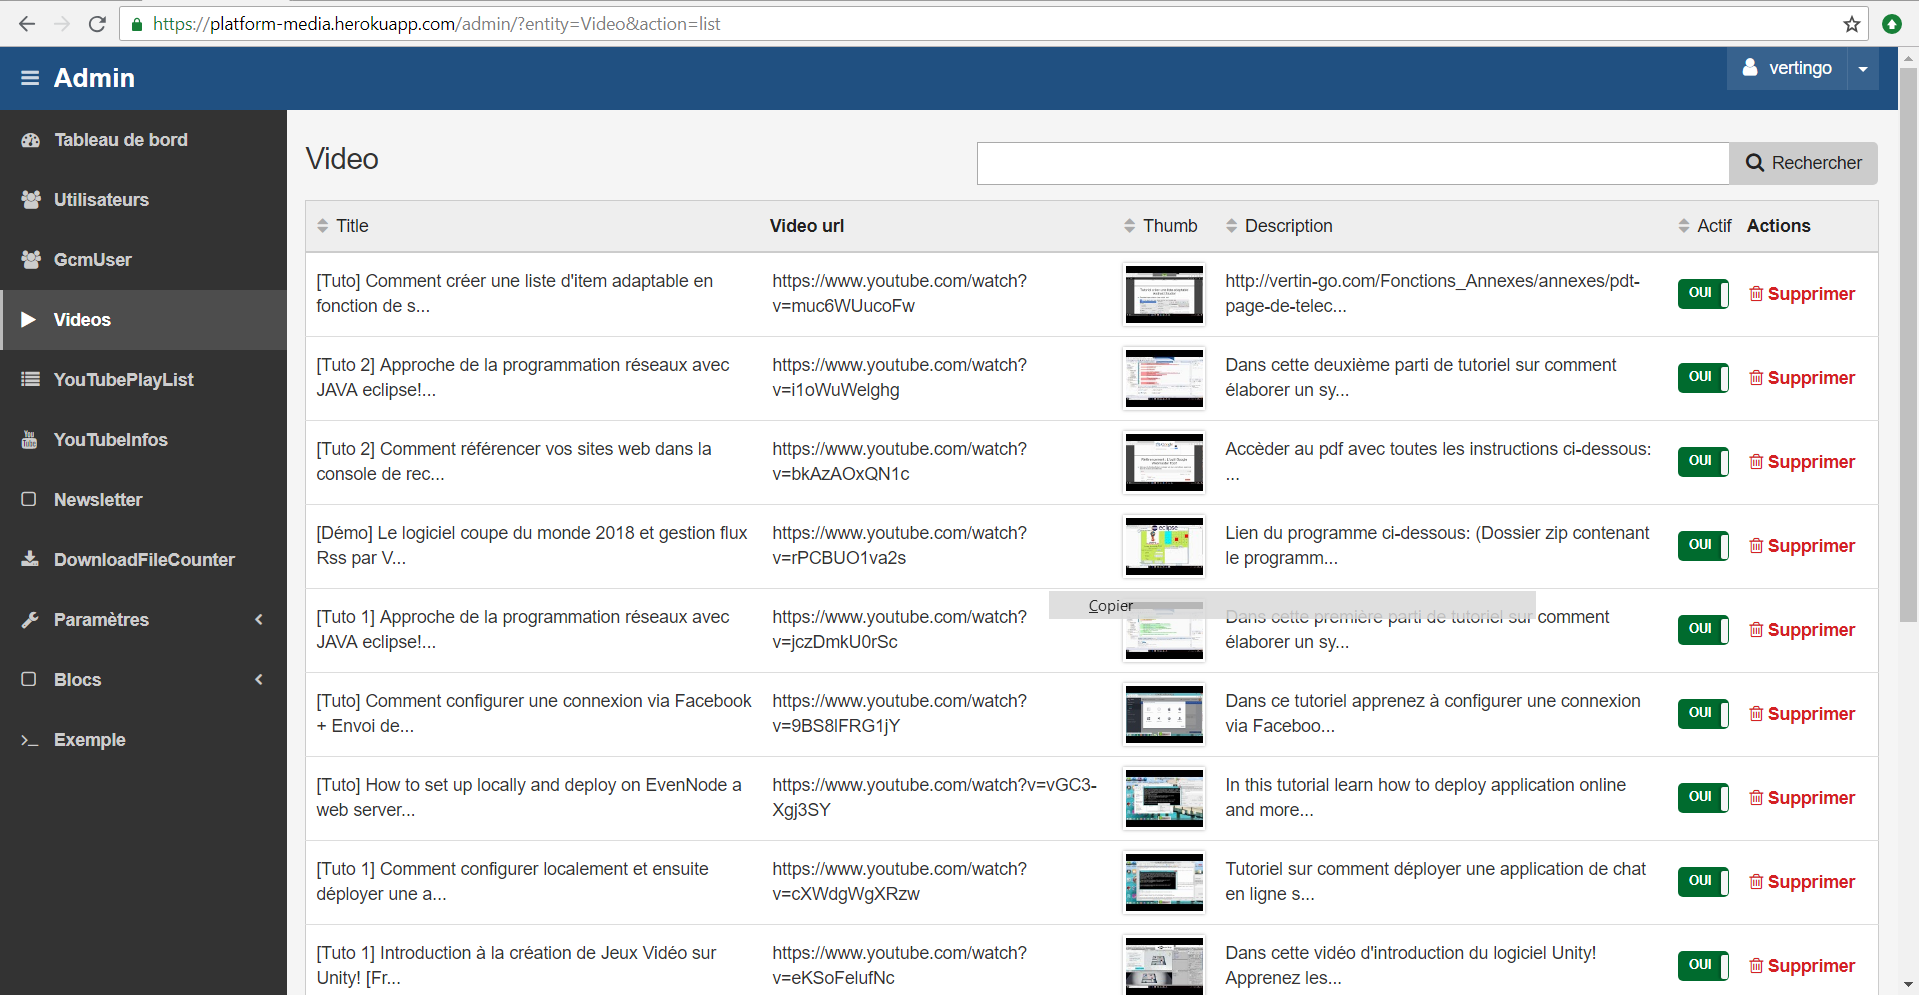 https://platform-media.herokuapp.com/admin/?entity=Video&action=list
Admin
vertingo
Tableau de bord
Utilisateurs
GcmUser
Videos
YouTubePlayList
YouTubeInfos
Newsletter
DownloadFileCounter
Paramètres
Blocs
Exemple
Video
Rechercher
Title Video url Thumb Description Actif Actions
[Tuto] Comment créer une liste d'item adaptable en https://www.youtube.com/watch? http://vertin-go.com/Fonctions_Annexes/annexes/pdt-
OUI Supprimer
fonction de s... v=muc6WUucoFw page-de-telec...
[Tuto 2] Approche de la programmation réseaux avec https://www.youtube.com/watch? Dans cette deuxième parti de tutoriel sur comment
OUI Supprimer
JAVA eclipse!... v=i1oWuWelghg élaborer un sy...
[Tuto 2] Comment référencer vos sites web dans la https://www.youtube.com/watch? Accèder au pdf avec toutes les instructions ci-dessous:
OUI Supprimer
console de rec... v=bkAzAOxQN1c ...
[Démo] Le logiciel coupe du monde 2018 et gestion flux https://www.youtube.com/watch? Lien du programme ci-dessous: (Dossier zip contenant
OUI Supprimer
Rss par V... v=rPCBUO1va2s le programm...
Copier
[Tuto 1] Approche de la programmation réseaux avec https://www.youtube.com/watch? Dans cette première parti de tutoriel sur comment
OUI Supprimer
JAVA eclipse!... v=jczDmkU0rSc élaborer un sy...
[Tuto] Comment configurer une connexion via Facebook https://www.youtube.com/watch? Dans ce tutoriel apprenez à configurer une connexion
OUI Supprimer
+ Envoi de... v=9BS8lFRG1jY via Faceboo...
[Tuto] How to set up locally and deploy on EvenNode a https://www.youtube.com/watch?v=vGC3- In this tutorial learn how to deploy application online
OUI Supprimer
web server... Xgj3SY and more...
[Tuto 1] Comment configurer localement et ensuite https://www.youtube.com/watch? Tutoriel sur comment déployer une application de chat
OUI Supprimer
déployer une a... v=cXWdgWgXRzw en ligne s...
[Tuto 1] Introduction à la création de Jeux Vidéo sur https://www.youtube.com/watch? Dans cette vidéo d'introduction du logiciel Unity!
OUI Supprimer
Unity! [Fr... v=eKSoFelufNc Apprenez les...